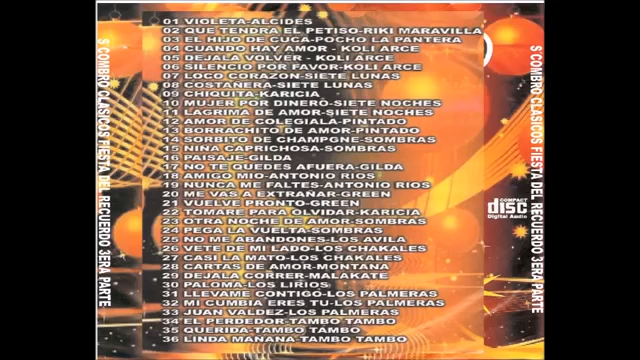 S COMBRO CLASICOS FIESTA DEL RECUERDO 3ERA PARTE
01 VIOLETA-ALCIDES
02 QUE TENDRA EL PETISO-RIKI MARAVILLA
03 EL HIJO DE CUCA-POCHO LA PANTERA
04 CUANDO HAY AMOR - KOLI ARCE
05 DEJALA VOLVER - KOLI ARCE
06 SILENCIO POR FAVOR-KOLI ARCE
07 LOCO CORAZON-SIETE LUNAS
08 COSTANERA-SIETE LUNAS
09 CHIQUITA-KARICIA
10 MUJER POR DINERO-SIETE NOCHES
11 LAGRIMA DE AMOR-SIETE NOCHES
12 AMOR DE COLEGIALA-PINTADO
13 BORRACHITO DE AMOR-PINTADO
14 SORBITO DE CHAMPGNE-SOMBRAS
15 NINA CAPRICHOSA-SOMBRAS
16 PAISAJE-GILDA
17 NO TE QUEDES AFUERA-GILDA
18 AMIGO MIO-ANTONIO RIOS
19 NUNCA ME FALTES-ANTONIO RIOS
20 ME VAS A EXTRAÑAR-GREEN
21 VUELVE PRONTO-GREEN
22 TOMARE PARA OLVIDAR-KARICIA
23 OTRA NOCHE DE AMOR-SOMBRAS
24 PEGA LA VUELTA-SOMBRAS
25 NO ME ABANDONES-LOS AVILA
26 VETE DE MI LADO-LOS CHAKALES
27 CASI LA MATO-LOS CHAKALES
28 CARTAS DE AMOR-MONTANA
29 DEJALA CORRER-MALAKATE
30 PALOMA-LOS LIRIOS
31 LLEVAME CONTIGO-LOS PALMERAS
32 MI CUMBIA ERES TU-LOS PALMERAS
33 JUAN VALDEZ-LOS PALMERAS
34 EL PERDEDOR-TAMBO TAMBO
35 QUERIDA-TAMBO TAMBO
36 LINDA MAÑANA-TAMBO TAMBO
COMPACT
disc
Digital Audio
S COMBRO CLASICOS FIESTA DEL RECUERDO 3ERA PARTE